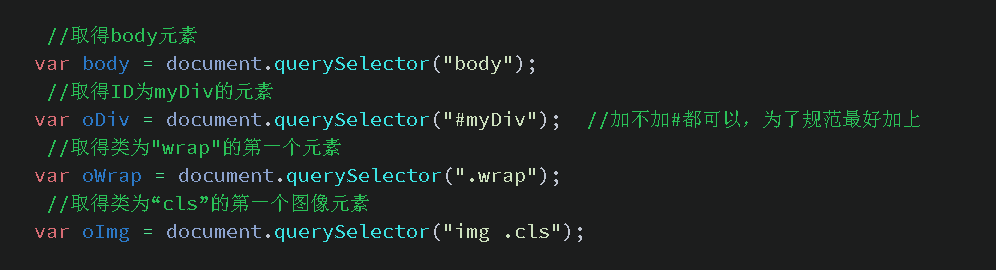 //取得body元素
var body = document.querySelector("body");
//取得ID为myDiv的元素
var oDiv = document.querySelector("#myDiv");  //加不加#都可以，为了规范最好加上
//取得类为"wrap"的第一个元素
var oWrap = document.querySelector(".wrap");
//取得类为“cls”的第一个图像元素
var oImg = document.querySelector("img .cls");